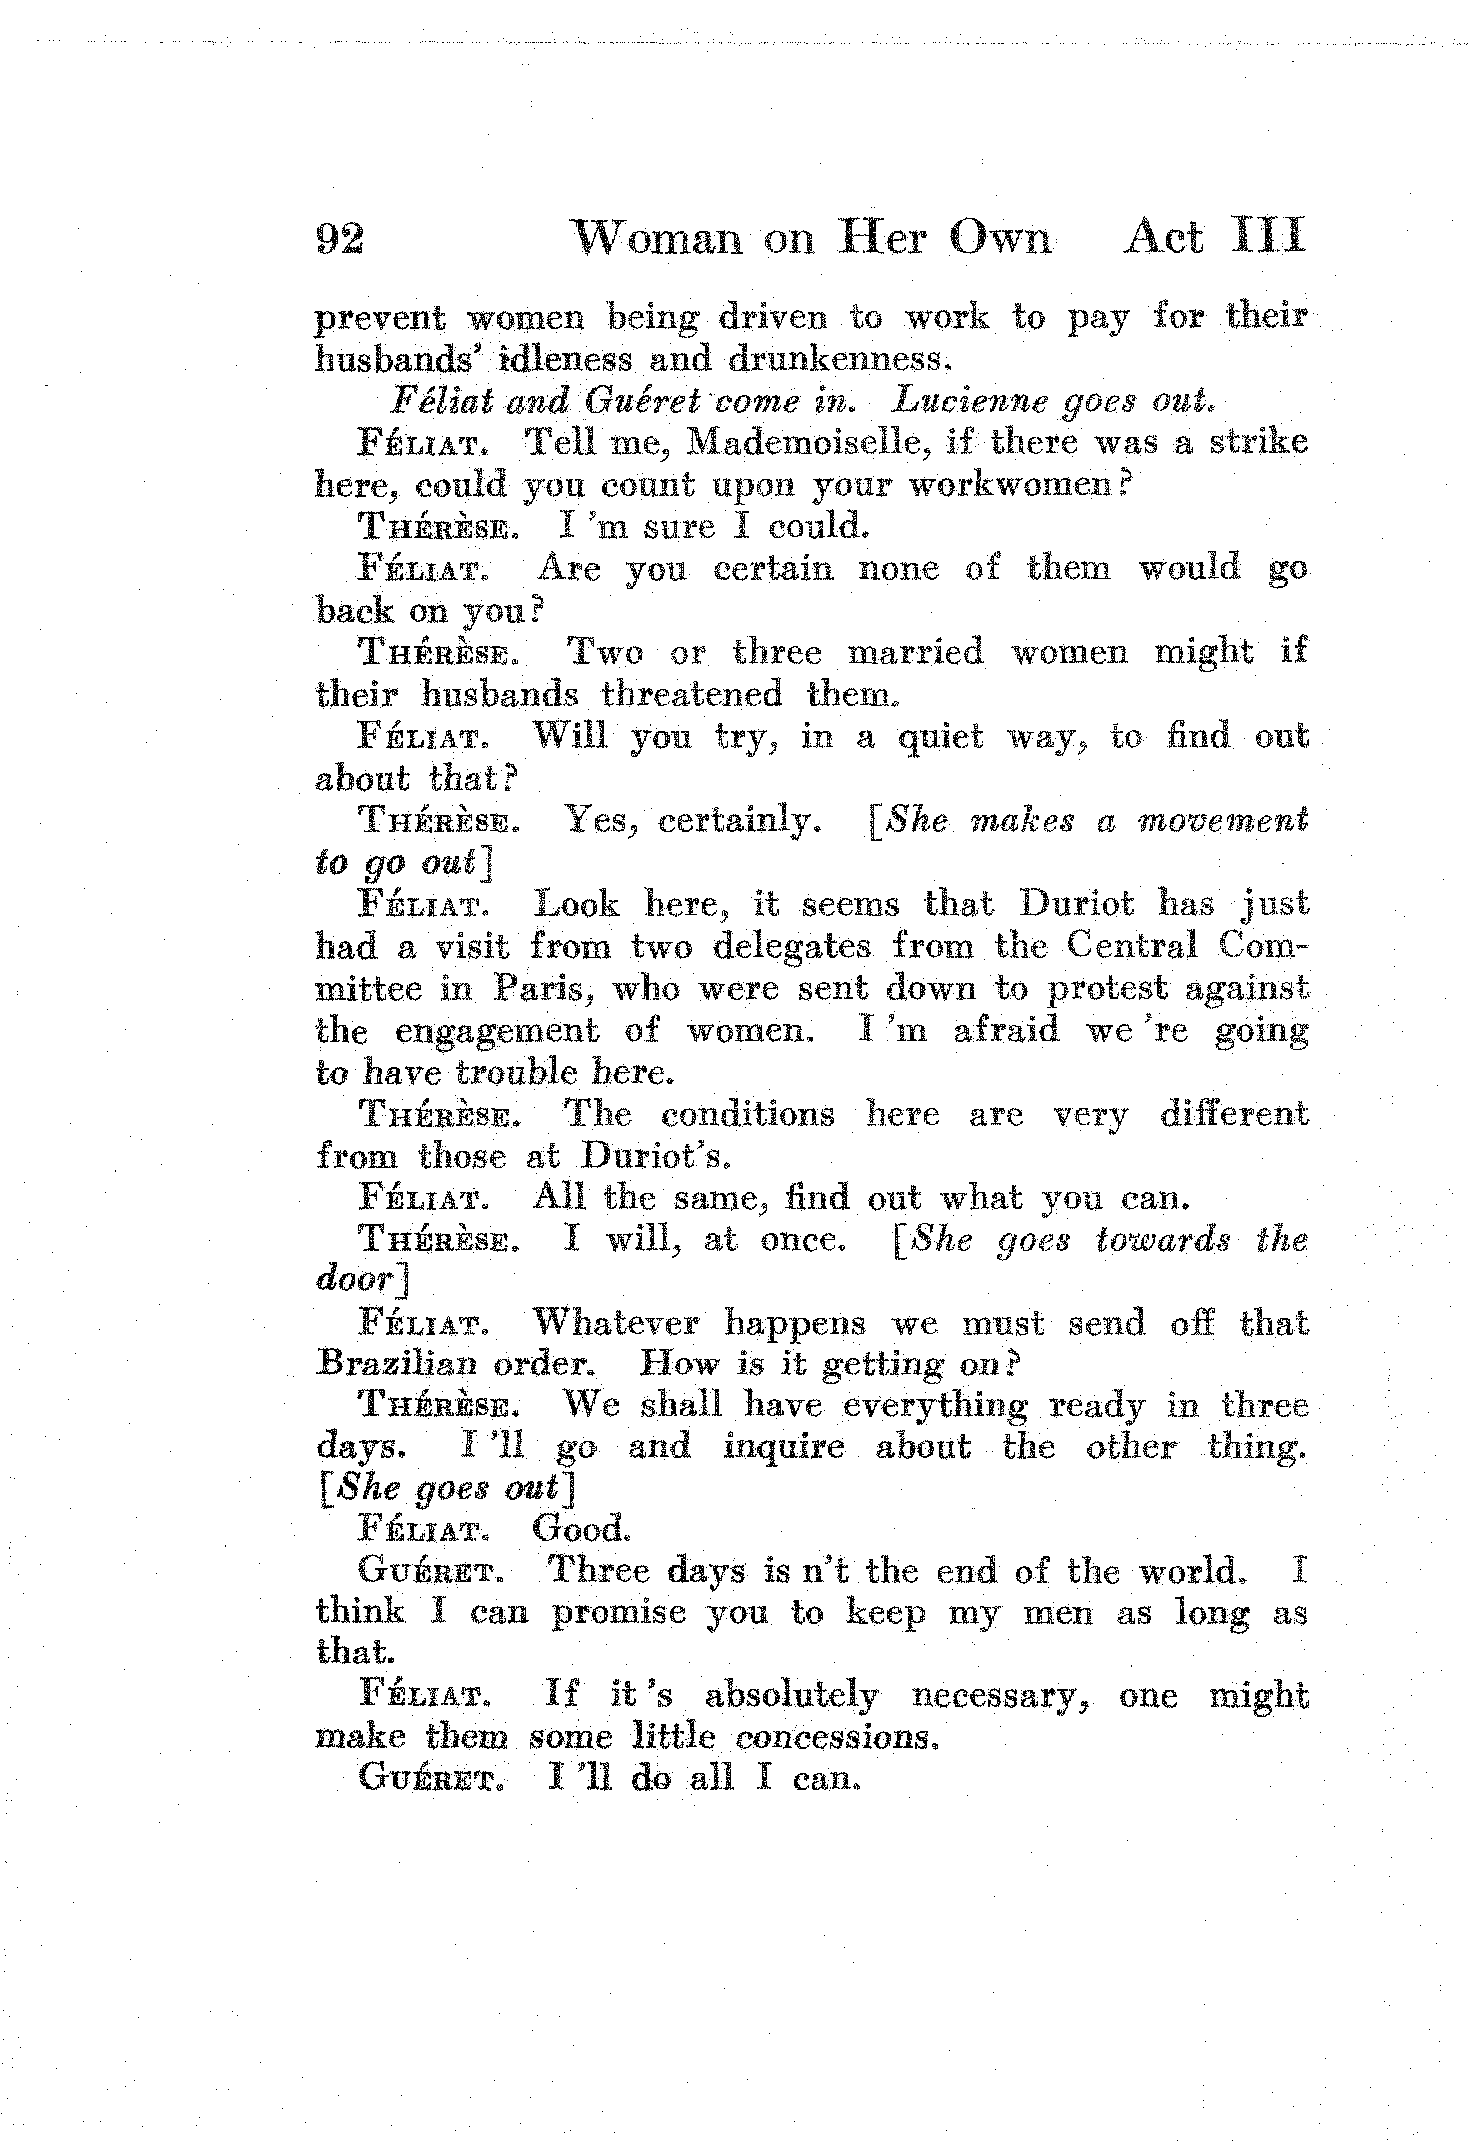 92 Woman on Her Own Act III
prevent women being driven to work to pay for their
husbands' idleness and drunkenness.
Féliat and Guéret come in. Lucienne goes out.
FÉLIAT. Tell me, Mademoiselle, if there was a strike
here, could you count upon your workwomen?
THÉRÈSE. I 'm sure I could.
FÉLIAT. Are you certain none of them would go
back on you?
THÉRÈSE. Two or three married women might if
their husbands threatened them.
FÉLIAT. Will you try, in a quiet way, to find out
about that?
THÉRÈSE. Yes, certainly. [She makes a movement
to go out]
FÉLIAT. Look here, it seems that Duriot has just
had a visit from two delegates from the Central Com-
mittee in Paris, who were sent down to protest against
the engagement of women. I 'm afraid we 're going
to have trouble here.
THÉRÈSE. The conditions here are very different
from those at Duriot's.
FÉLIAT. All the same, find out what you can.
THÉRÈSE. I will, at once. [She goes towards the
door]
FÉLIAT. Whatever happens we must send off that
Brazilian order. How is it getting on?
THÉRÈSE. We shall have everything ready in three
days. I 'll go and inquire about the other thing.
[She goes out]
FÉLIAT. Good.
GUÉRET. Three days is n't the end of the world. I
think I can promise you to keep my men as long as
that.
FÉLIAT. If it 's absolutely necessary, one might
make them some little concessions.
GUÉRET. I 'll do all I can.